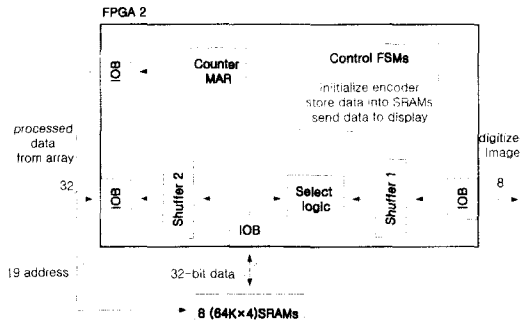 FPGA 2
IOB
Counter
MAR
Control FSMs
initialize encoder
store data into SRAMs
send data to display
processed
data
from array
32
IOB
Shuffer 2
Select
logic
Shuffer 1
IOB
digitize
Image
8
IOB
19 address
32-bit data
8 (64K×4)SRAMs